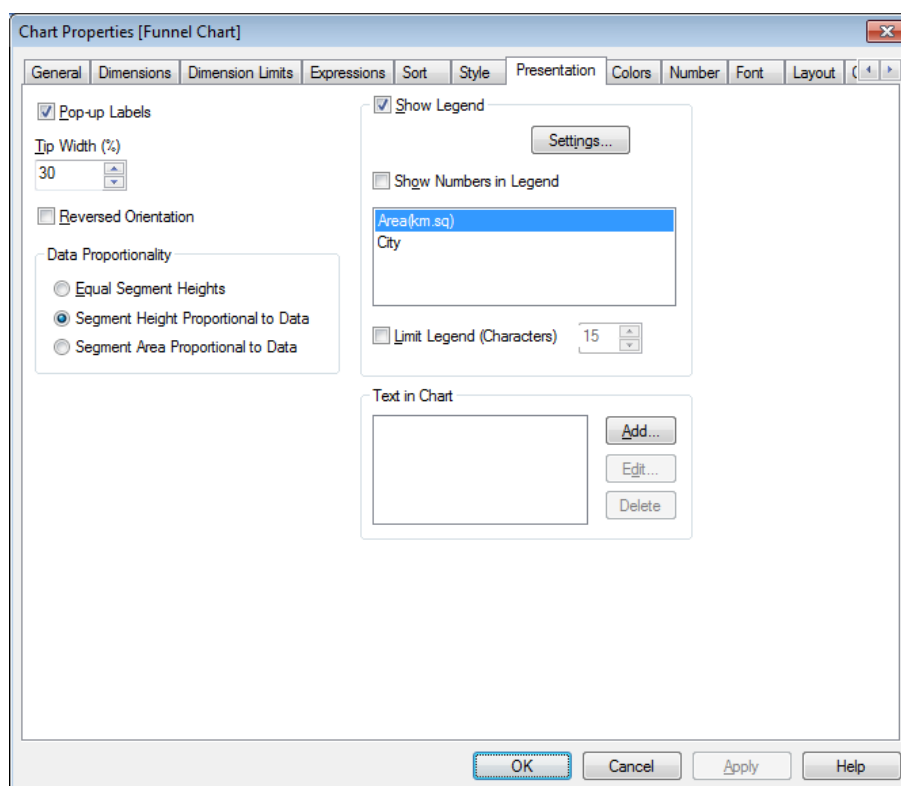 Chart Properties [Funnel Chart]
General Dimensions Dimension Limits Expressions Sort Style Presentation Colors Number Font Layout
Pop-up Labels
Tip Width (%)
30
Reversed Orientation
Data Proportionality
Equal Segment Heights
Segment Height Proportional to Data
Segment Area Proportional to Data
Show Legend
Settings...
Show Numbers in Legend
Area(km.sq)
City
Limit Legend (Characters) 15
Text in Chart
Add...
Edit...
Delete
OK Cancel Apply Help